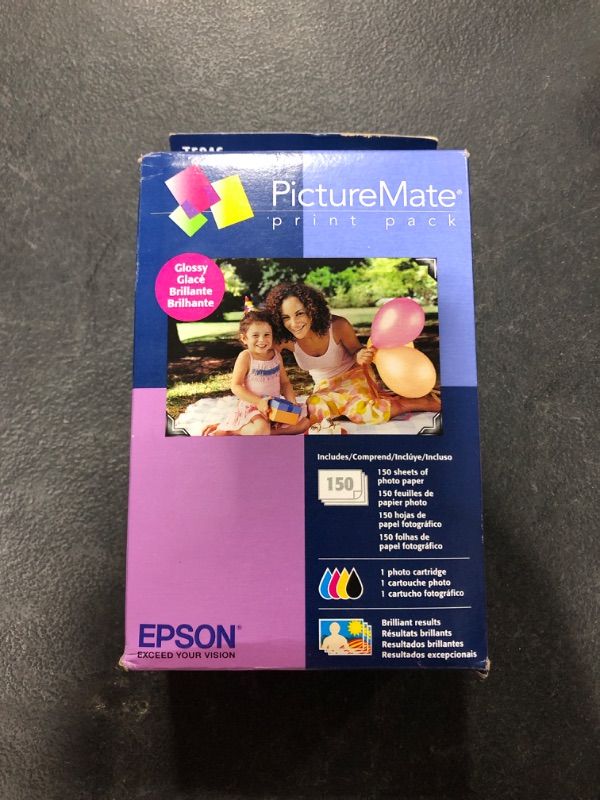 PictureMate®
print pack
Glossy
Glacé
Brillante
Brilhante
Includes/Comprend/Inclúye/Incluso
150
150 sheets of
photo paper
150 feuilles de
papier photo
150 hojas de
papel fotográfico
150 folhas de
papel fotográfico
1 photo cartridge
1 cartouche photo
1 cartucho fotográfico
Brilliant results
Résultats brillants
Resultados brillantes
Resultados excepcionais
EPSON®
EXCEED YOUR VISION